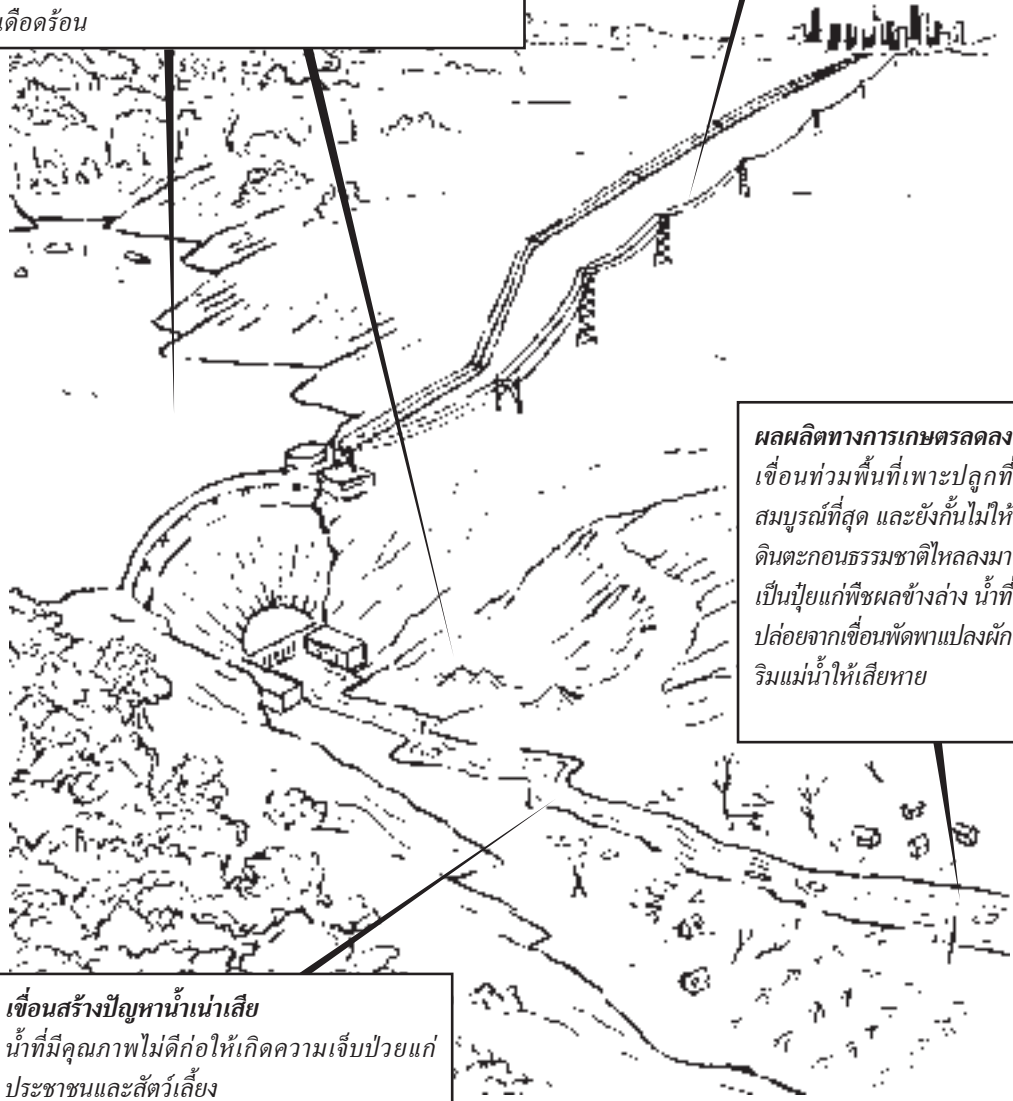 เดือดร้อน
ผลผลิตทางการเกษตรลดลง
เขื่อนท่วมพื้นที่เพาะปลูกที่
สมบูรณ์ที่สุด และยังกั้นไม่ให้
ดินตะกอนธรรมชาติไหลลงมา
เป็นปุ๋ยแก่พืชผลข้างล่าง น้ำที่
ปล่อยจากเขื่อนพัดพาแปลงผัก
ริมแม่น้ำให้เสียหาย
เขื่อนสร้างปัญหาน้ำเน่าเสีย
น้ำที่มีคุณภาพไม่ดีก่อให้เกิดความเจ็บป่วยแก่
ประชาชนและสัตว์เลี้ยง